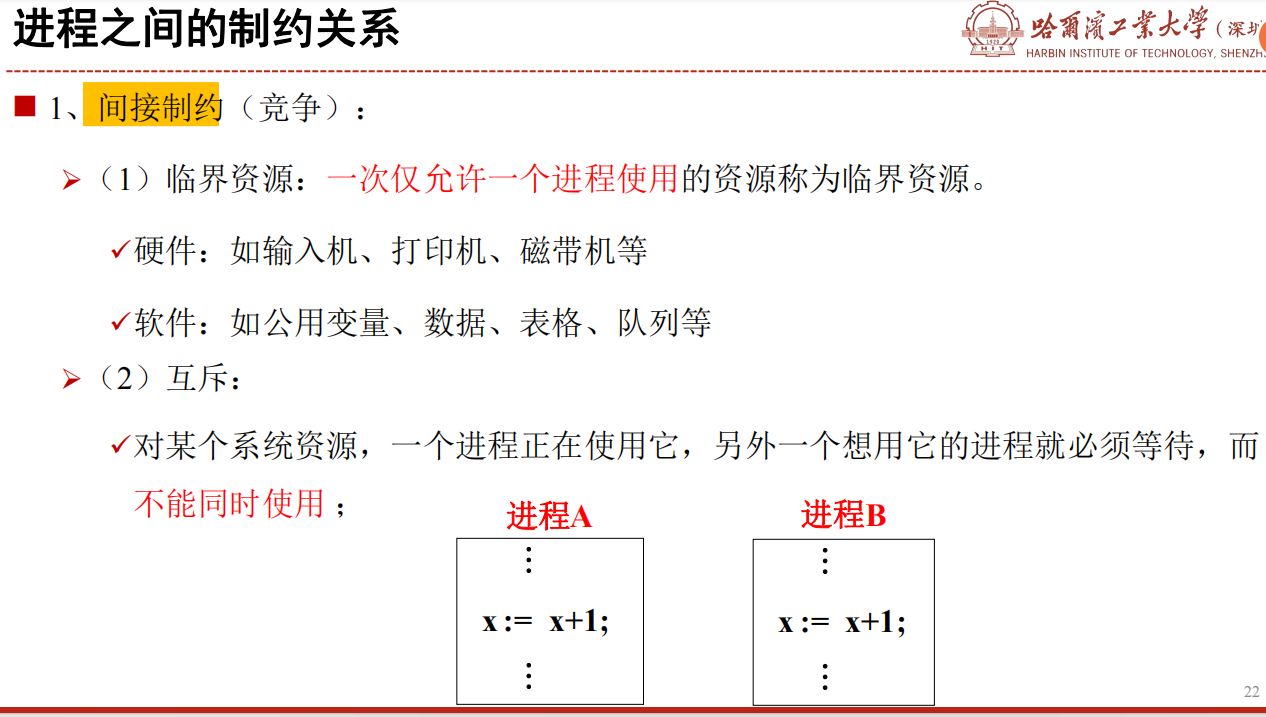 进程之间的制约关系
哈爾濱工業大學（深圳
HARBIN INSTITUTE OF TECHNOLOGY, SHENZH
1920
HIT
1、间接制约（竞争）：
（1）临界资源：一次仅允许一个进程使用的资源称为临界资源。
硬件：如输入机、打印机、磁带机等
软件：如公用变量、数据、表格、队列等
（2）互斥：
对某个系统资源，一个进程正在使用它，另外一个想用它的进程就必须等待，而
不能同时使用 ；
进程A
进程B
x := x+1;
x := x+1;
22